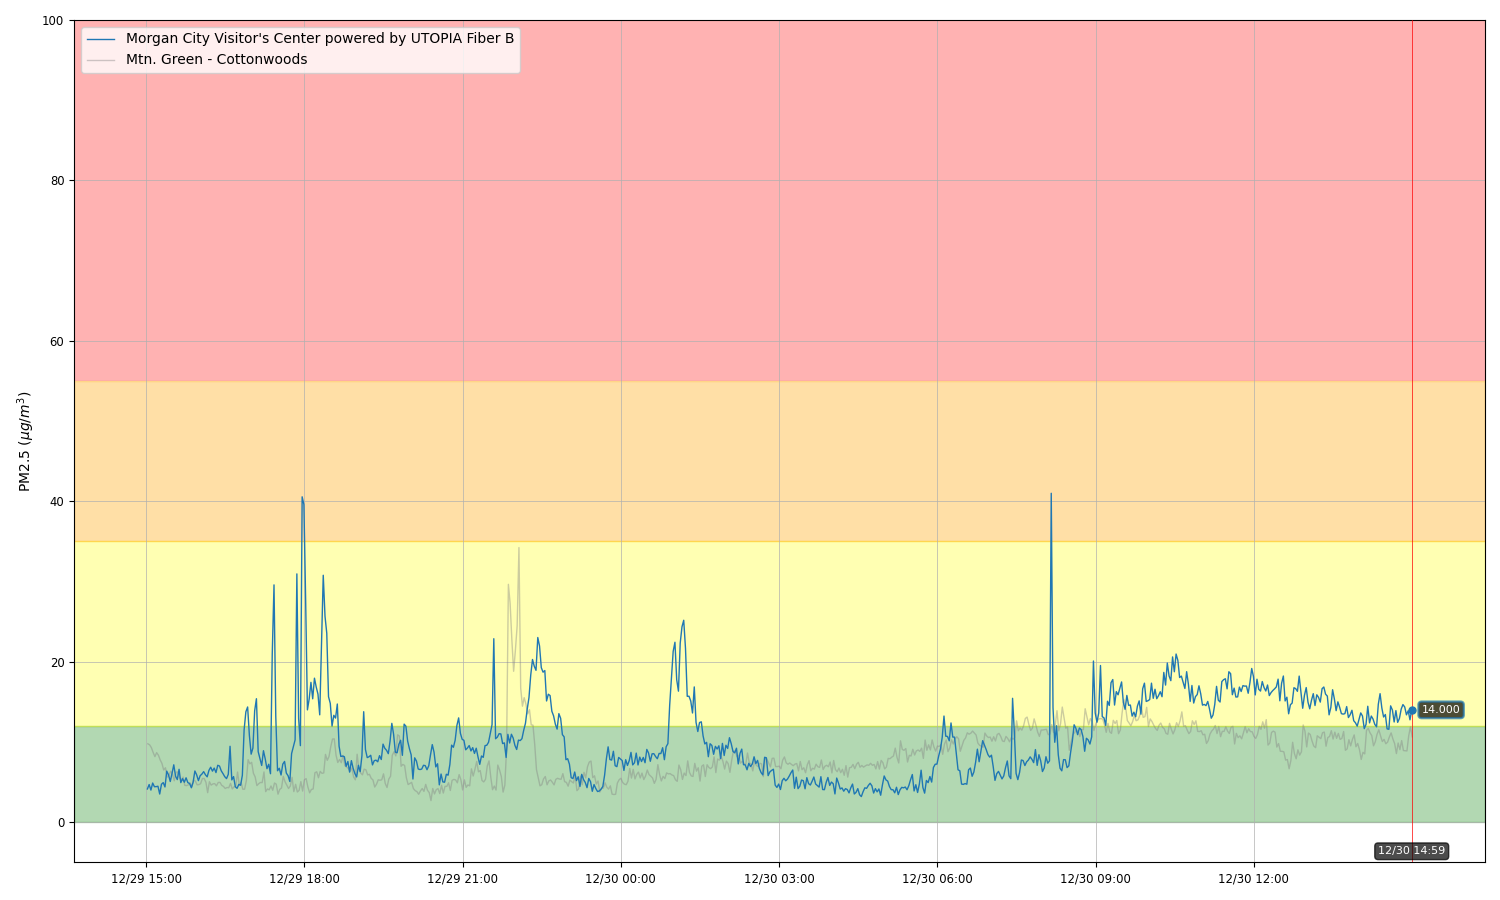 100
80
60
40
20
0
PM2.5 (μg/m³)
Morgan City Visitor's Center powered by UTOPIA Fiber B
Mtn. Green - Cottonwoods
14.000
12/30 14:59
12/29 15:00 12/29 18:00 12/29 21:00 12/30 00:00 12/30 03:00 12/30 06:00 12/30 09:00 12/30 12:00